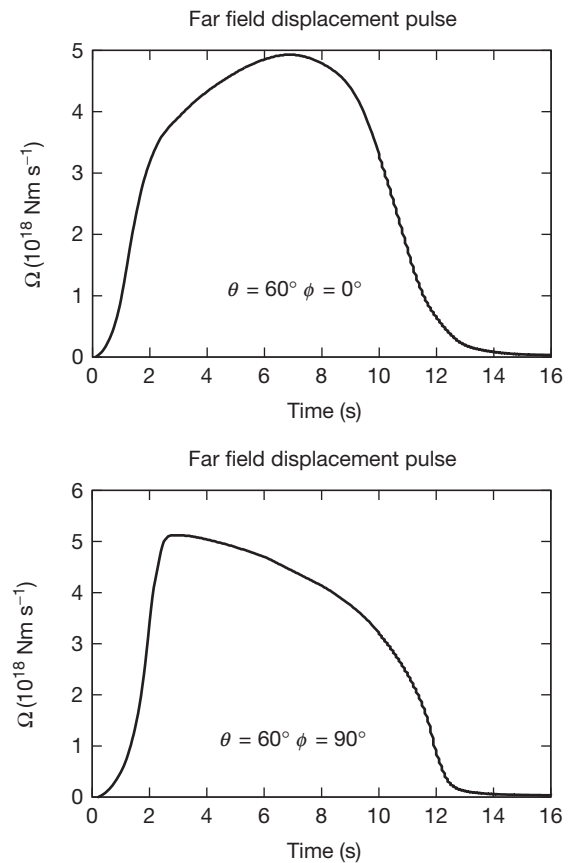 Far field displacement pulse
5
4
3
2
1
0
Ω (10¹⁸ Nm s⁻¹)
θ = 60° ϕ = 0°
0 2 4 6 8 10 12 14 16
Time (s)
Far field displacement pulse
6
5
4
3
2
1
0
Ω (10¹⁸ Nm s⁻¹)
θ = 60° ϕ = 90°
0 2 4 6 8 10 12 14 16
Time (s)